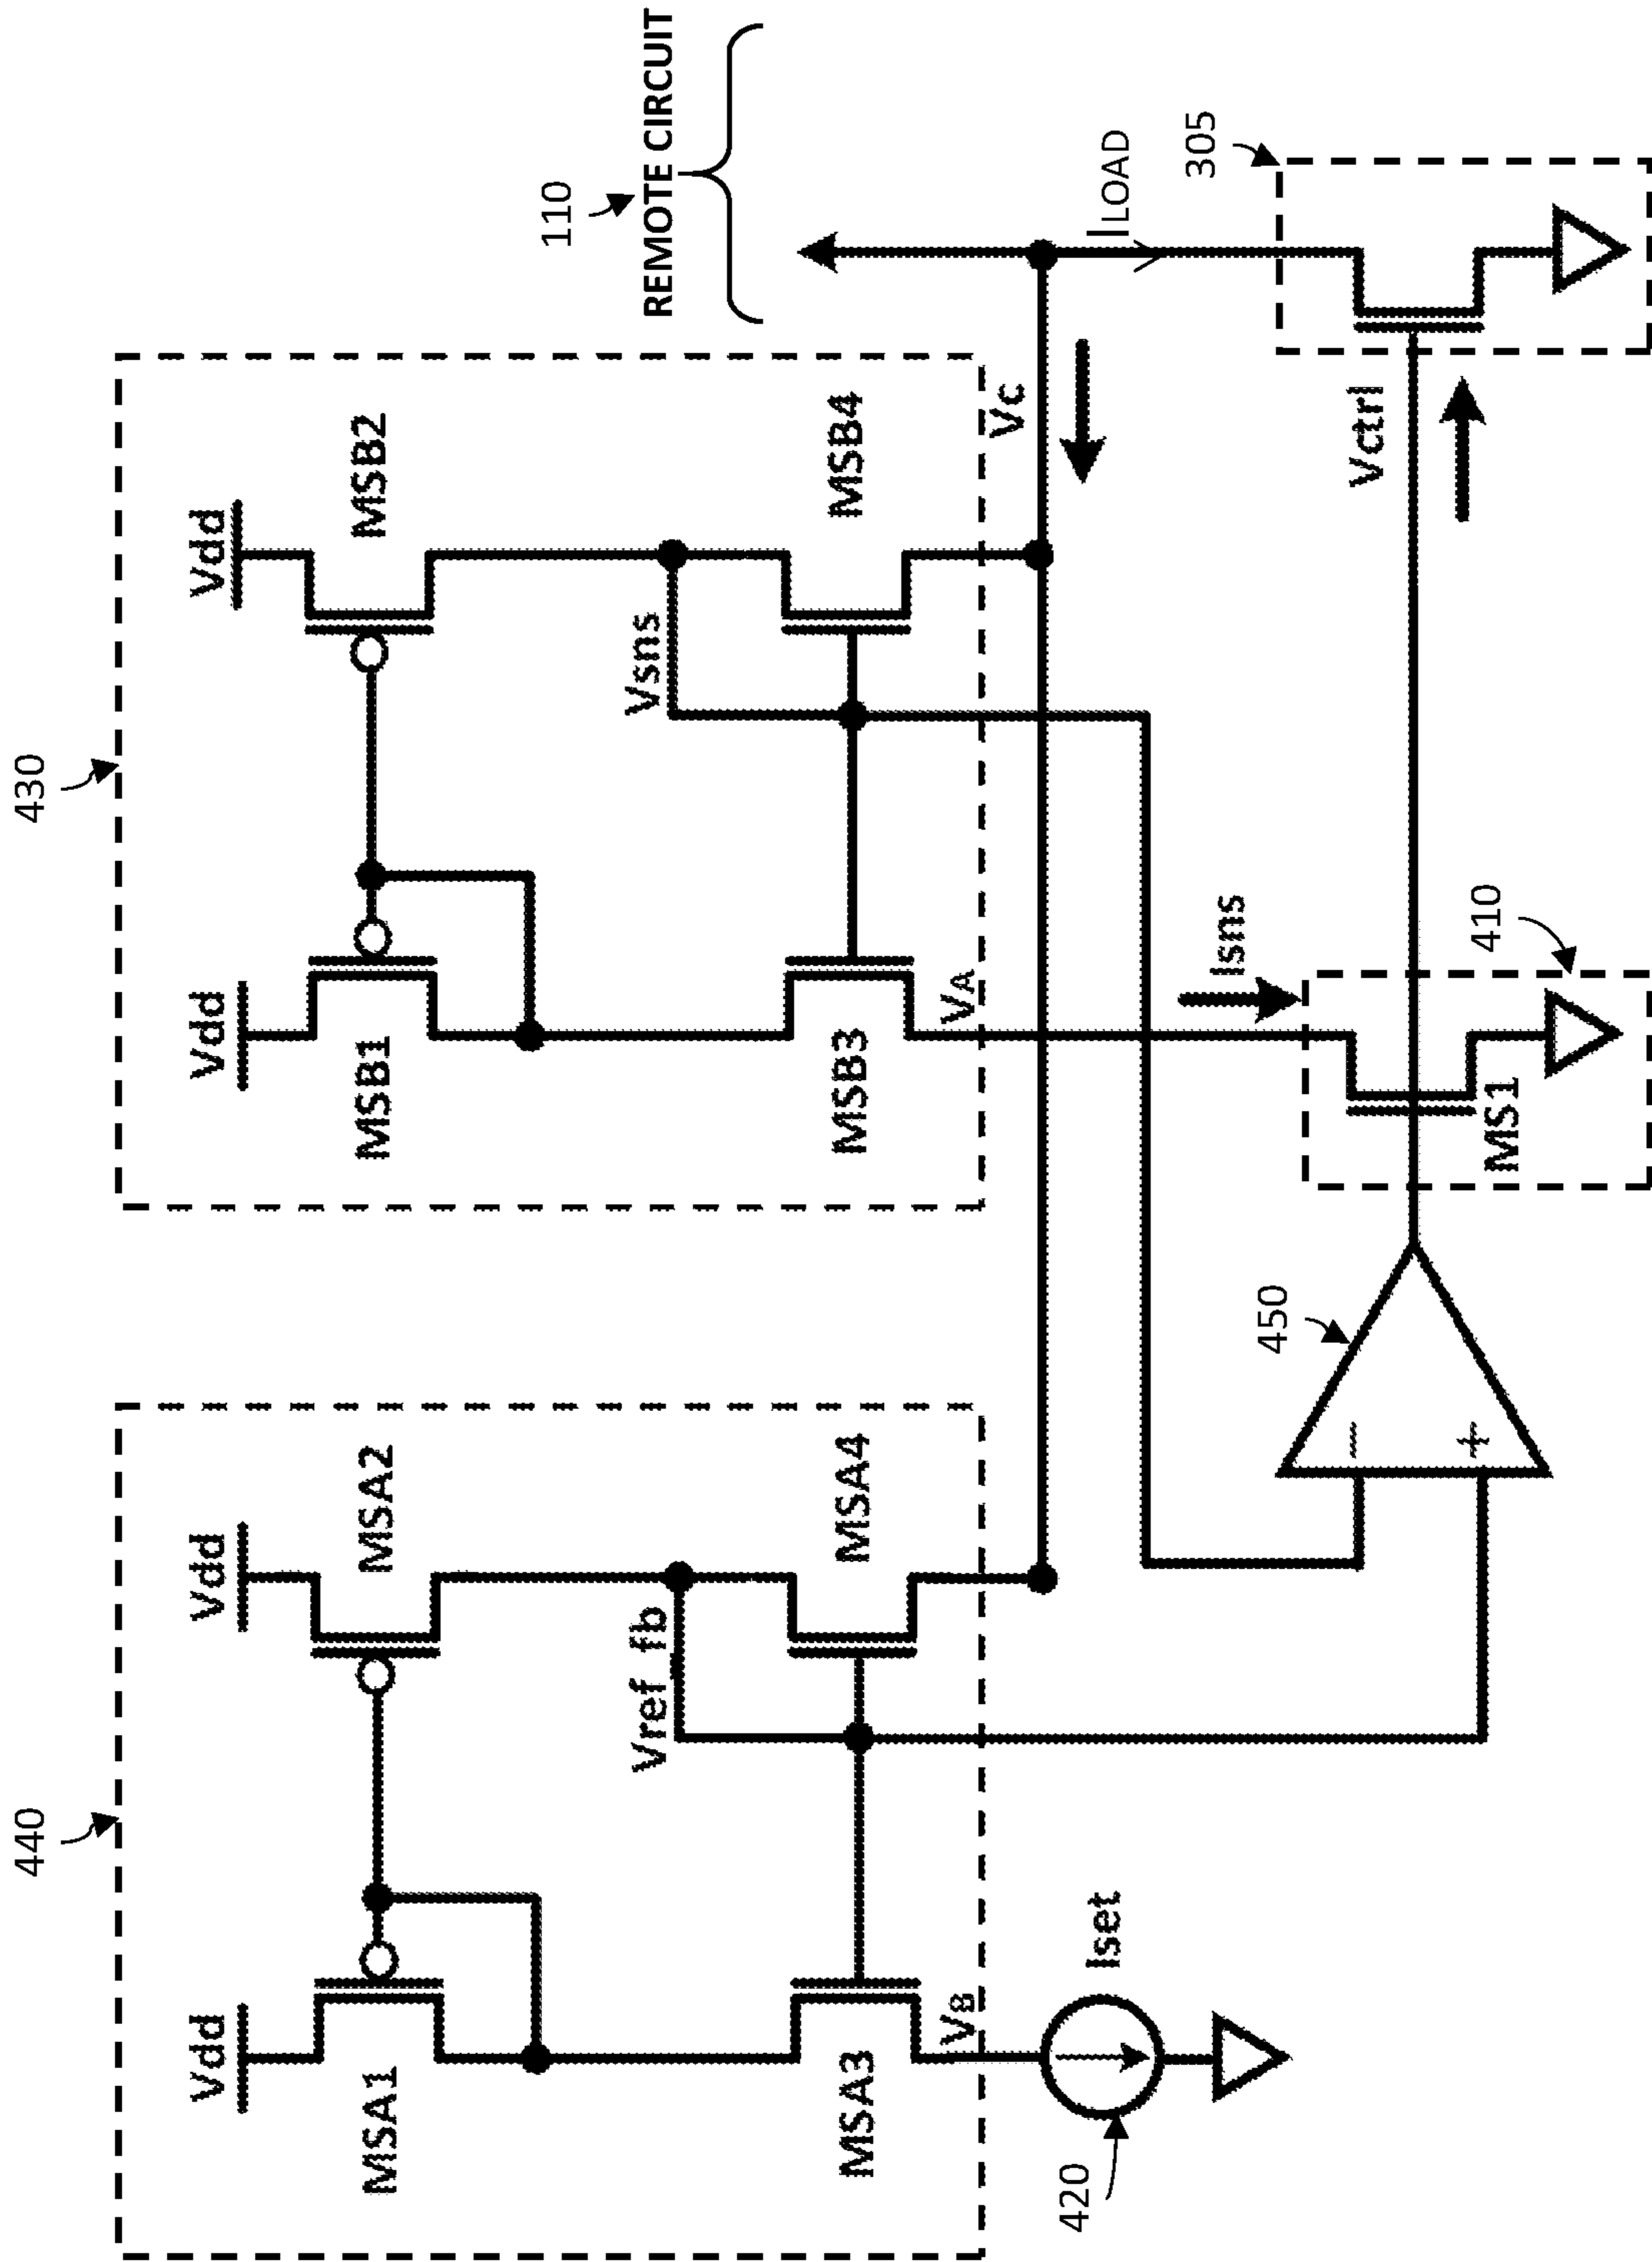 440
430
110
REMOTE CIRCUIT
Vdd
Vdd
Vdd
Vdd
MSA1
MSA2
MSB1
MSB2
Vref_fb
Vsns
MSA3
MSA4
MSB3
MSB4
VB
VA
Vc
420
Iset
Isns
ILOAD
450
410
305
−
+
MS1
Vctrl